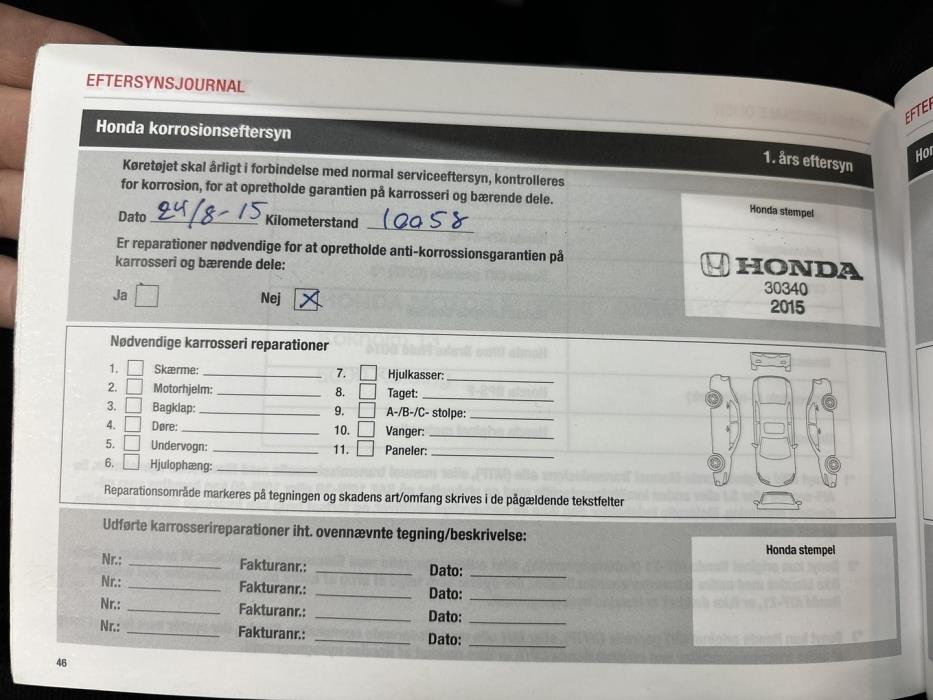 EFTERSYNSJOURNAL
Honda korrosionseftersyn
1. års eftersyn
Køretøjet skal årligt i forbindelse med normal serviceeftersyn, kontrolleres
for korrosion, for at opretholde garantien på karrosseri og bærende dele.
Dato 24/8-15 Kilometerstand 10058
Er reparationer nødvendige for at opretholde anti-korrossionsgarantien på
karrosseri og bærende dele:
Ja Nej X
Honda stempel
HONDA
30340
2015
Nødvendige karrosseri reparationer
1. Skærme: 7. Hjulkasser:
2. Motorhjelm: 8. Taget:
3. Bagklap: 9. A-/B-/C- stolpe:
4. Døre: 10. Vanger:
5. Undervogn: 11. Paneler:
6. Hjulophæng:
Reparationsområde markeres på tegningen og skadens art/omfang skrives i de pågældende tekstfelter
Udførte karrosserireparationer iht. ovennævnte tegning/beskrivelse:
Honda stempel
Nr.: Fakturanr.: Dato:
Nr.: Fakturanr.: Dato:
Nr.: Fakturanr.: Dato:
Nr.: Fakturanr.: Dato:
46